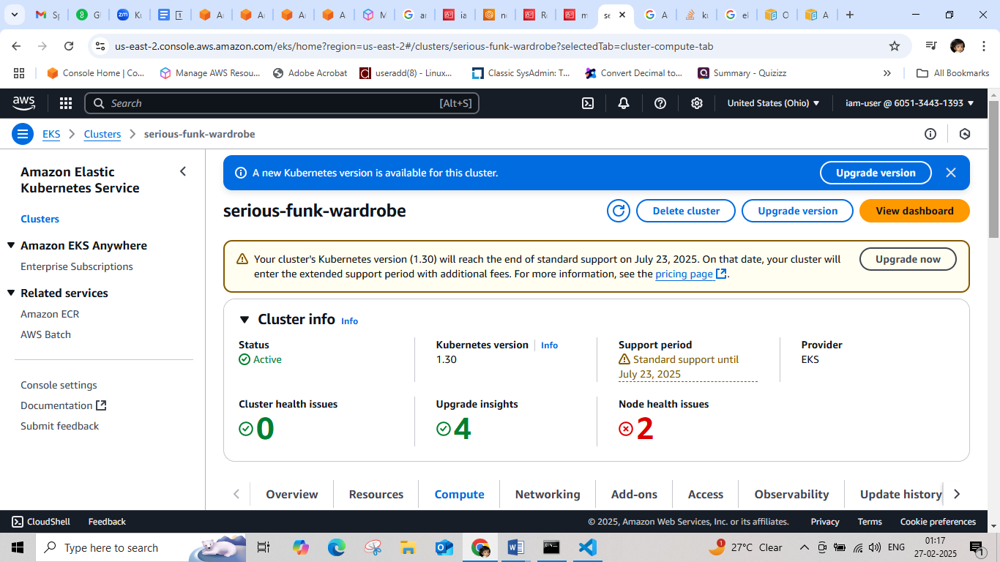 Sp
G
zm
Ku
1
A
A
A
A
M
ar
ia
ne
R
m
se
A
ku
el
O
A
us-east-2.console.aws.amazon.com/eks/home?region=us-east-2#/clusters/serious-funk-wardrobe?selectedTab=cluster-compute-tab
Console Home | Co...
Manage AWS Resou...
Adobe Acrobat
useradd(8) - Linux...
Classic SysAdmin: T...
Convert Decimal to...
Summary - Quizizz
All Bookmarks
aws
Search
[Alt+S]
United States (Ohio)
iam-user @ 6051-3443-1393
EKS
Clusters
serious-funk-wardrobe
Amazon Elastic
Kubernetes Service
Clusters
Amazon EKS Anywhere
Enterprise Subscriptions
Related services
Amazon ECR
AWS Batch
Console settings
Documentation
Submit feedback
A new Kubernetes version is available for this cluster.
Upgrade version
serious-funk-wardrobe
Delete cluster
Upgrade version
View dashboard
Your cluster's Kubernetes version (1.30) will reach the end of standard support on July 23, 2025. On that date, your cluster will
enter the extended support period with additional fees. For more information, see the pricing page.
Upgrade now
Cluster info Info
Status
Active
Kubernetes version Info
1.30
Support period
Standard support until
July 23, 2025
Provider
EKS
Cluster health issues
0
Upgrade insights
4
Node health issues
2
Overview
Resources
Compute
Networking
Add-ons
Access
Observability
Update history
CloudShell
Feedback
© 2025, Amazon Web Services, Inc. or its affiliates.
Privacy
Terms
Cookie preferences
Type here to search
1
27°C Clear
ENG
01:17
27-02-2025
1